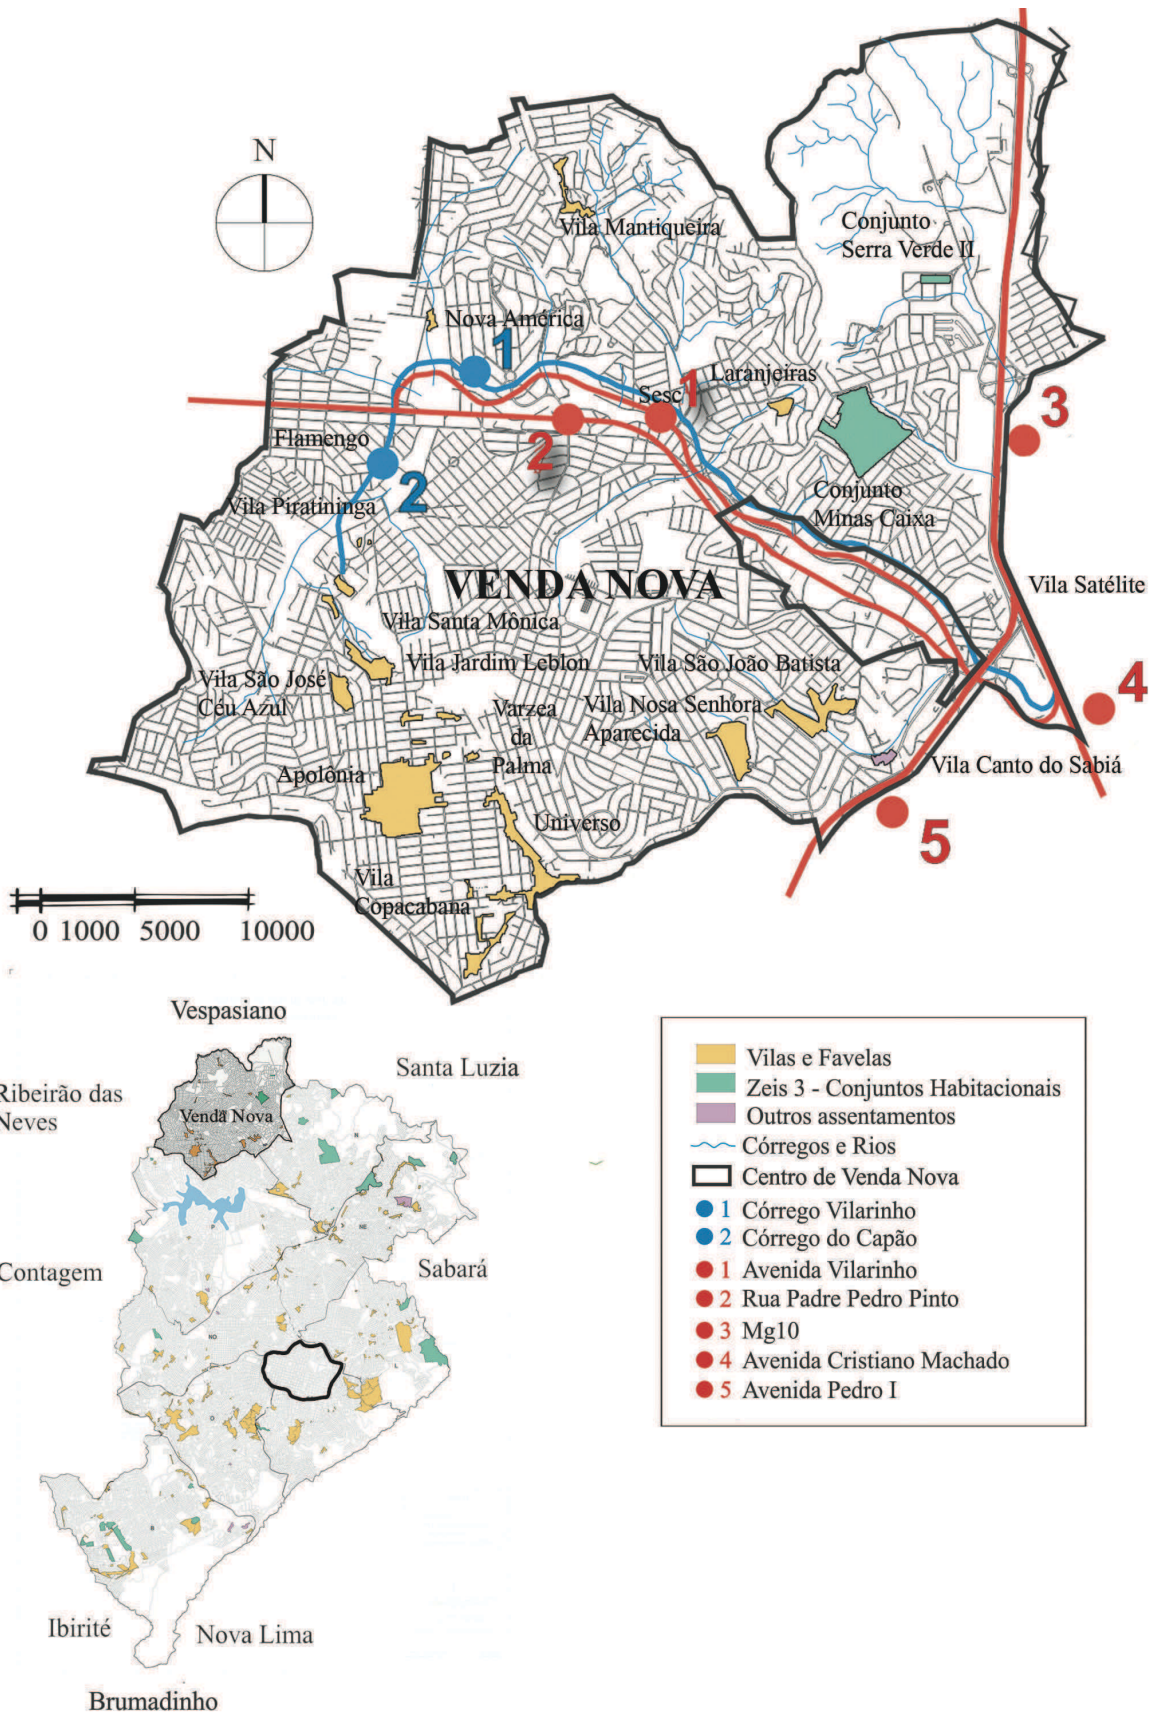 N
Conjunto
Serra Verde II
Vila Mantiqueira
Nova América
1
Laranjeiras
Sesc
1
3
2
Flamengo
2
Vila Piratininga
Conjunto
Minas Caixa
VENDA NOVA
Vila Satélite
Vila Santa Mônica
Vila Jardim Leblon
Vila São João Batista
Vila São José
Céu Azul
4
Varzea
da
Palma
Vila Nosa Senhora
Aparecida
Apolônia
Vila Canto do Sabiá
Universo
5
Vila
Copacabana
0 1000 5000 10000
Vespasiano
Santa Luzia
Ribeirão das
Neves
Venda Nova
N
P
NE
Contagem
Sabará
NO
L
O
B
Ibirité
Nova Lima
Brumadinho
Vilas e Favelas
Zeis 3 - Conjuntos Habitacionais
Outros assentamentos
Córregos e Rios
Centro de Venda Nova
1 Córrego Vilarinho
2 Córrego do Capão
1 Avenida Vilarinho
2 Rua Padre Pedro Pinto
3 Mg10
4 Avenida Cristiano Machado
5 Avenida Pedro I